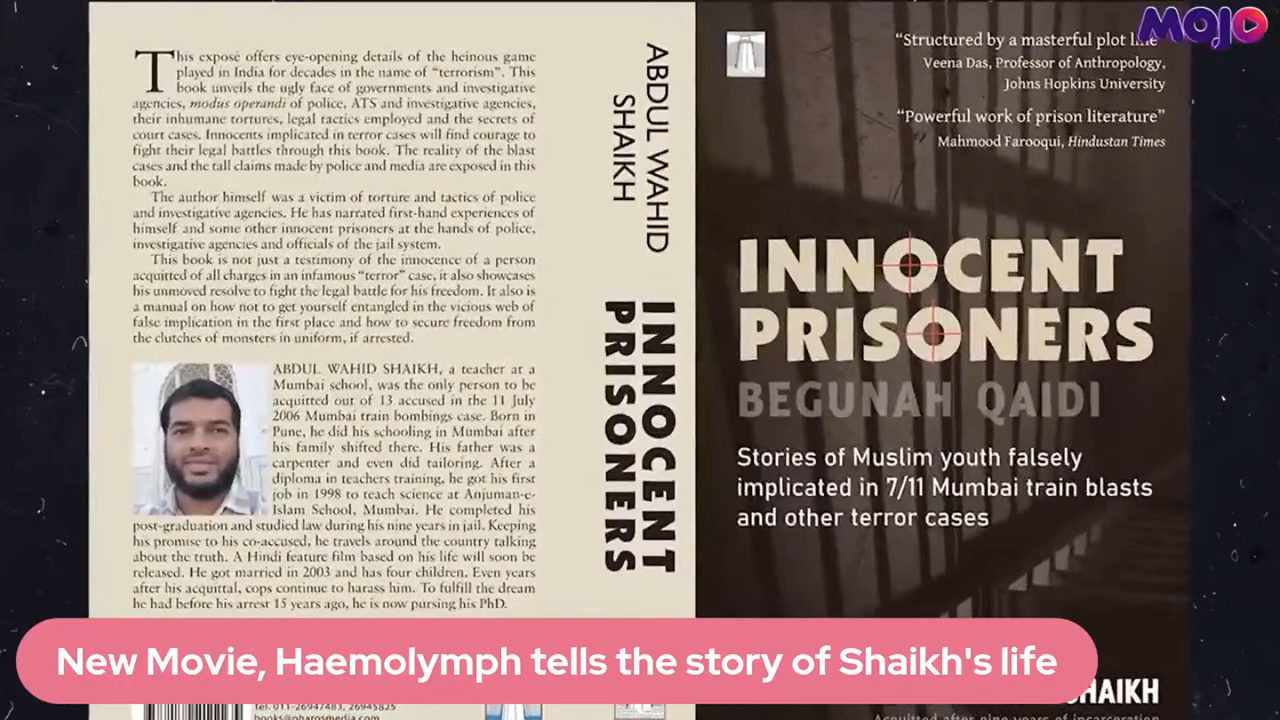 This exposé offers eye-opening details of the heinous game
played in India for decades in the name of "terrorism". This
book unveils the ugly face of governments and investigative
agencies, modus operandi of police, ATS and investigative agencies,
their inhumane tortures, legal tactics employed and the secrets of
court cases. Innocents implicated in terror cases will find courage to
fight their legal battles through this book. The reality of the blast
cases and the tall claims made by police and media are exposed in this
book.
The author himself was a victim of torture and tactics of police
and investigative agencies. He has narrated first-hand experiences of
himself and some other innocent prisoners at the hands of police,
investigative agencies and officials of the jail system.
This book is not just a testimony of the innocence of a person
acquitted of all charges in an infamous "terror" case, it also showcases
his unmoved resolve to fight the legal battle for his freedom. It also is
a manual on how not to get yourself entangled in the vicious web of
false implication in the first place and how to secure freedom from
the clutches of monsters in uniform, if arrested.
ABDUL WAHID SHAIKH, a teacher at a
Mumbai school, was the only person to be
acquitted out of 13 accused in the 11 July
2006 Mumbai train bombings case. Born in
Pune, he did his schooling in Mumbai after
his family shifted there. His father was a
carpenter and even did tailoring. After a
diploma in teachers training, he got his first
job in 1998 to teach science at Anjuman-e-
Islam School, Mumbai. He completed his
post-graduation and studied law during his nine years in jail. Keeping
his promise to his co-accused, he travels around the country talking
about the truth. A Hindi feature film based on his life will soon be
released. He got married in 2003 and has four children. Even years
after his acquittal, cops continue to harass him. To fulfill the dream
he had before his arrest 15 years ago, he is now pursing his PhD.
Tel. 011-26947483, 26945825
books@pharosmedia.com
ABDUL WAHID
SHAIKH
INNOCENT
PRISONERS
MOJO
"Structured by a masterful plot line"
Veena Das, Professor of Anthropology,
Johns Hopkins University
"Powerful work of prison literature"
Mahmood Farooqui, Hindustan Times
INNOCENT
PRISONERS
BEGUNAH QAIDI
Stories of Muslim youth falsely
implicated in 7/11 Mumbai train blasts
and other terror cases
SHAIKH
Acquitted after nine years of incarceration
New Movie, Haemolymph tells the story of Shaikh's life